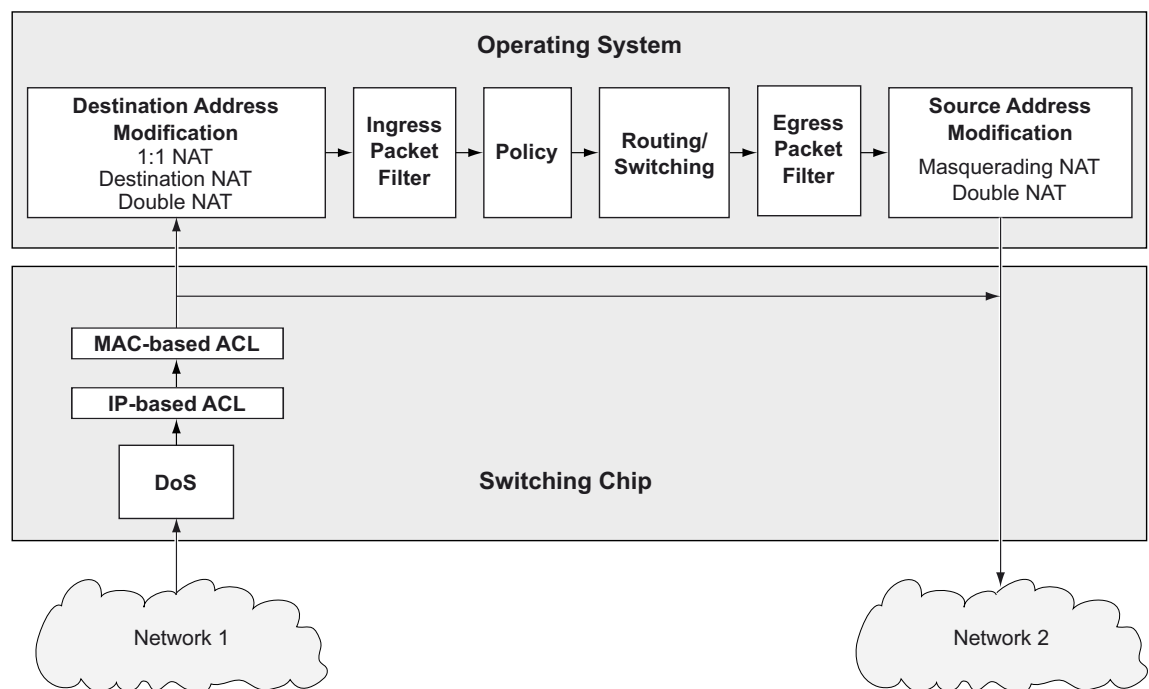 Operating System
Destination Address
Modification
1:1 NAT
Destination NAT
Double NAT
Ingress
Packet
Filter
Policy
Routing/
Switching
Egress
Packet
Filter
Source Address
Modification
Masquerading NAT
Double NAT
MAC-based ACL
IP-based ACL
DoS
Switching Chip
Network 1
Network 2